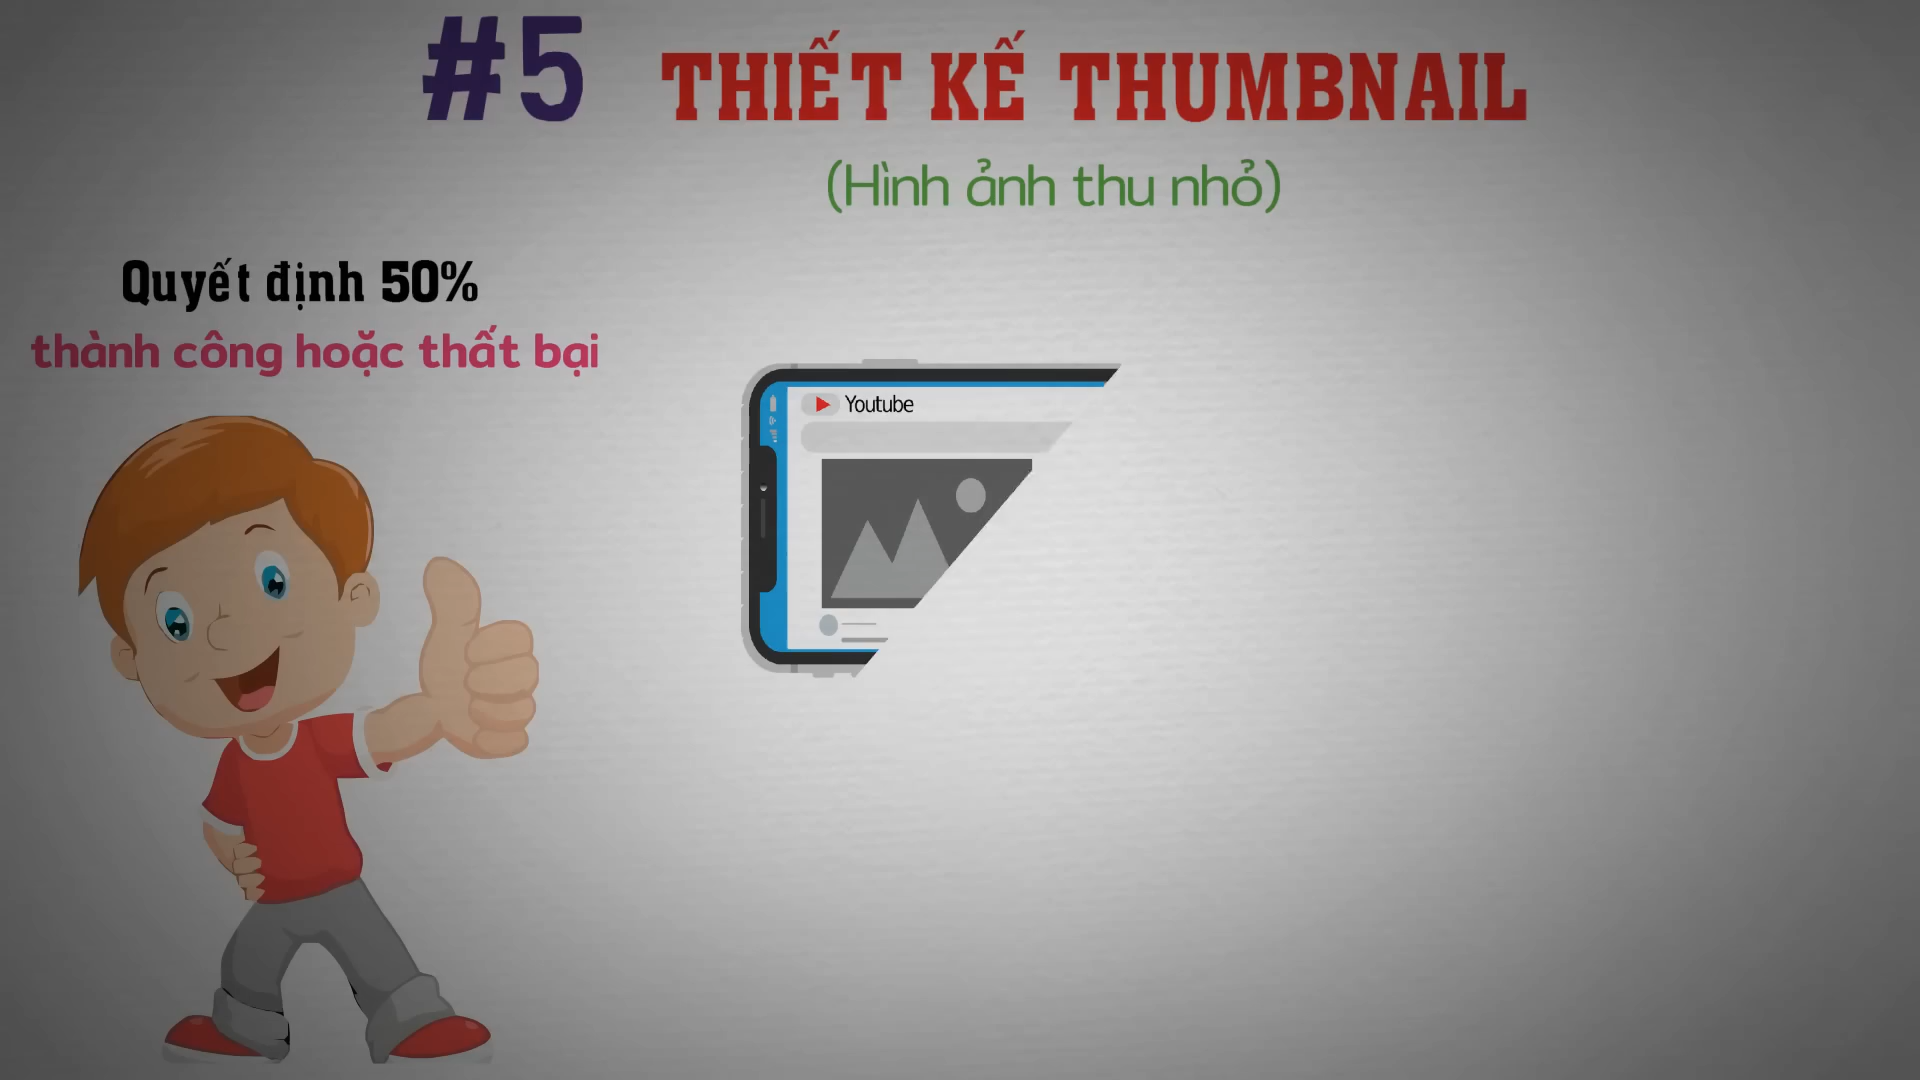 #5 THIẾT KẾ THUMBNAIL
(Hình ảnh thu nhỏ)
Quyết định 50%
thành công hoặc thất bại
Youtube